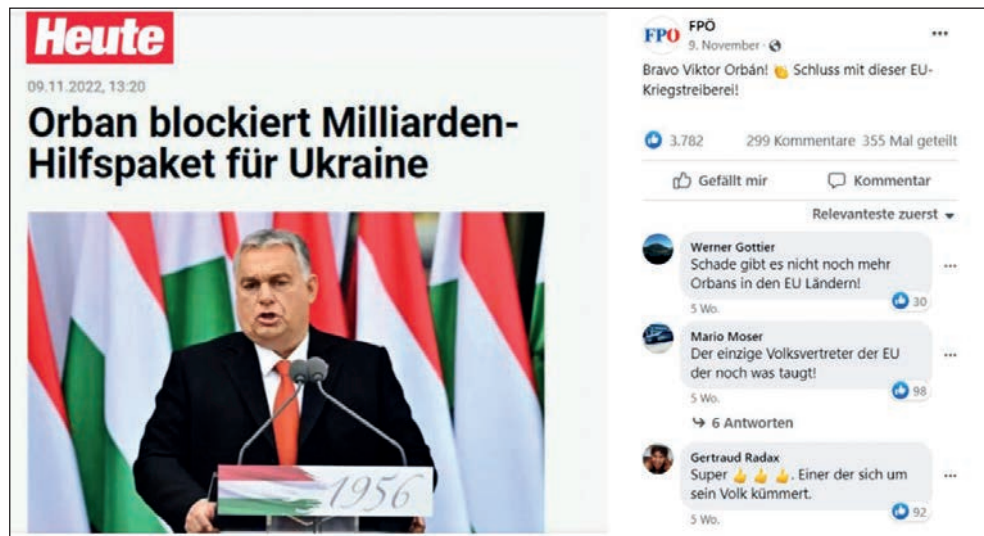 Heute
09.11.2022, 13:20
Orban blockiert Milliarden-
Hilfspaket für Ukraine
1956
FPÖ
FPÖ
9. November ·
Bravo Viktor Orbán! 👏 Schluss mit dieser EU-
Kriegstreiberei!
3.782 299 Kommentare 355 Mal geteilt
Gefällt mir Kommentar
Relevanteste zuerst
Werner Gottier
Schade gibt es nicht noch mehr
Orbans in den EU Ländern!
30
5 Wo.
Mario Moser
Der einzige Volksvertreter der EU
der noch was taugt!
98
5 Wo.
6 Antworten
Gertraud Radax
Super 👍 👍 👍. Einer der sich um
sein Volk kümmert.
92
5 Wo.